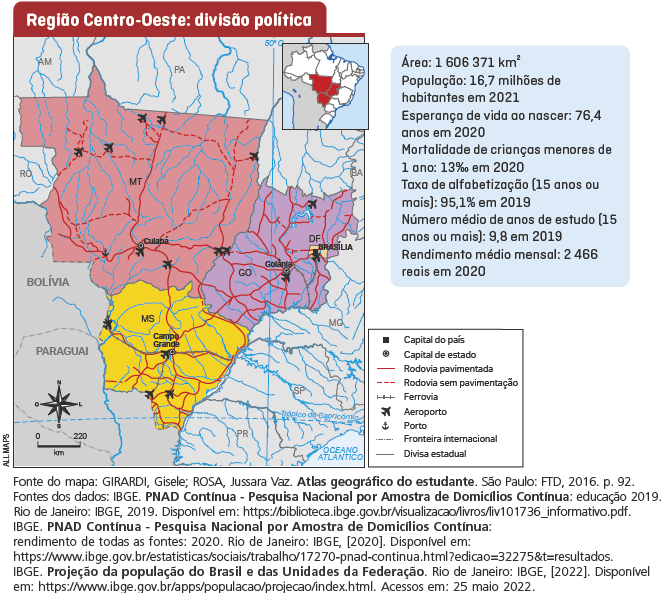 Região Centro-Oeste: divisão política
50° O
AM
PA
RO
MT
BA
Cuiabá
DF
BRASÍLIA
GO
Goiânia
BOLÍVIA
MS
MG
Campo
Grande
PARAGUAI
SP
N
O
L
S
Trópico de Capricórnio
PR
0 220
km
OCEANO
ATLÂNTICO
ALL MAPS
Área: 1 606 371 km²
População: 16,7 milhões de
habitantes em 2021
Esperança de vida ao nascer: 76,4
anos em 2020
Mortalidade de crianças menores de
1 ano: 13‰ em 2020
Taxa de alfabetização (15 anos ou
mais): 95,1% em 2019
Número médio de anos de estudo (15
anos ou mais): 9,8 em 2019
Rendimento médio mensal: 2 466
reais em 2020
Capital do país
Capital de estado
Rodovia pavimentada
Rodovia sem pavimentação
Ferrovia
Aeroporto
Porto
Fronteira internacional
Divisa estadual
Fonte do mapa: GIRARDI, Gisele; ROSA, Jussara Vaz. Atlas geográfico do estudante. São Paulo: FTD, 2016. p. 92.
Fontes dos dados: IBGE. PNAD Contínua - Pesquisa Nacional por Amostra de Domicílios Contínua: educação 2019.
Rio de Janeiro: IBGE, 2019. Disponível em: https://biblioteca.ibge.gov.br/visualizacao/livros/liv101736_informativo.pdf.
IBGE. PNAD Contínua - Pesquisa Nacional por Amostra de Domicílios Contínua:
rendimento de todas as fontes: 2020. Rio de Janeiro: IBGE, [2020]. Disponível em:
https://www.ibge.gov.br/estatisticas/sociais/trabalho/17270-pnad-continua.html?edicao=32275&t=resultados.
IBGE. Projeção da população do Brasil e das Unidades da Federação. Rio de Janeiro: IBGE, [2022]. Disponível
em: https://www.ibge.gov.br/apps/populacao/projecao/index.html. Acessos em: 25 maio 2022.